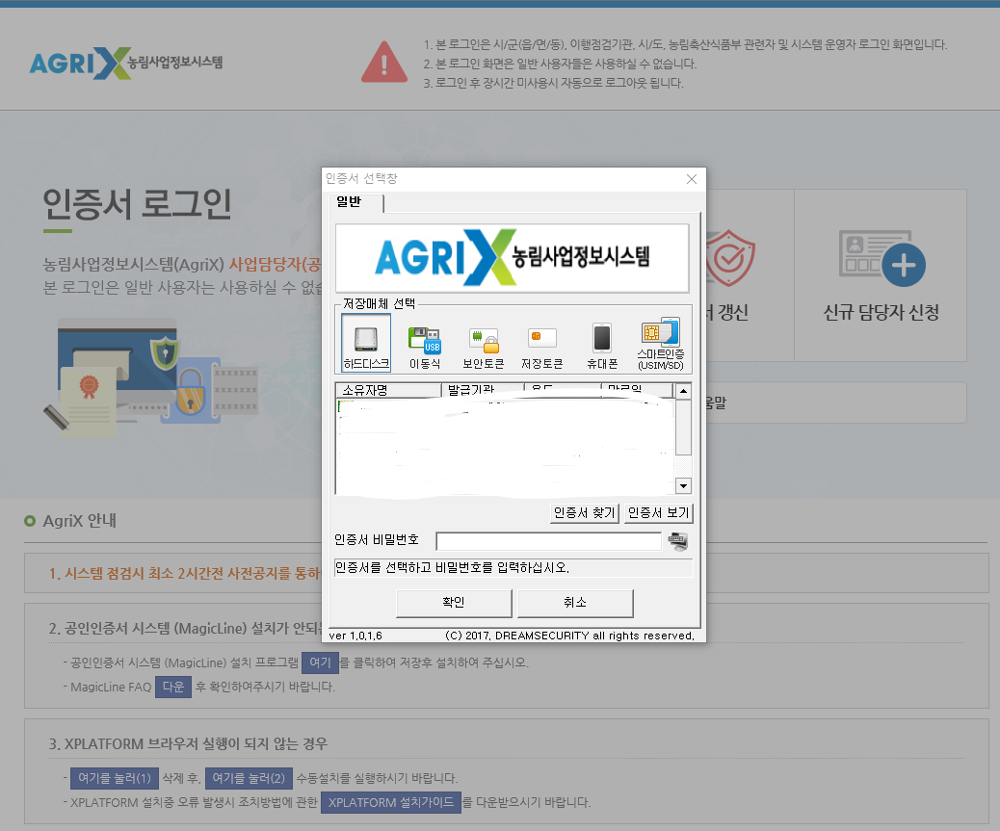 AGRIX 농림사업정보시스템
1. 본 로그인은 시/군(읍/면/동), 이행점검기관, 시/도, 농림축산식품부 관련자 및 시스템 운영자 로그인 화면입니다.
2. 본 로그인 화면은 일반 사용자들은 사용하실 수 없습니다.
3. 로그인 후 장시간 미사용시 자동으로 로그아웃 됩니다.
인증서 로그인
농림사업정보시스템(AgriX) 사업담당자(공
본 로그인은 일반 사용자는 사용하실 수 없습
인증서 선택창
일반
AGRIX 농림사업정보시스템
저장매체 선택
하드디스크 이동식 보안토큰 저장토큰 휴대폰 스마트인증
(USIM/SD)
USB
소유자명 발급기관 용도 만료일
인증서 찾기 인증서 보기
인증서 비밀번호
인증서를 선택하고 비밀번호를 입력하십시오.
확인 취소
ver 1.0.1.6 (C) 2017, DREAMSECURITY all rights reserved.
갱신
신규 담당자 신청
움말
AgriX 안내
1. 시스템 점검시 최소 2시간전 사전공지를 통하
2. 공인인증서 시스템 (MagicLine) 설치가 안되는
- 공인인증서 시스템 (MagicLine) 설치 프로그램 여기 를 클릭하여 저장후 설치하여 주십시오.
- MagicLine FAQ 다운 후 확인하여주시기 바랍니다.
3. XPLATFORM 브라우저 실행이 되지 않는 경우
- 여기를 눌러(1) 삭제 후, 여기를 눌러(2) 수동설치를 실행하시기 바랍니다.
- XPLATFORM 설치중 오류 발생시 조치방법에 관한 XPLATFORM 설치가이드 를 다운받으시기 바랍니다.